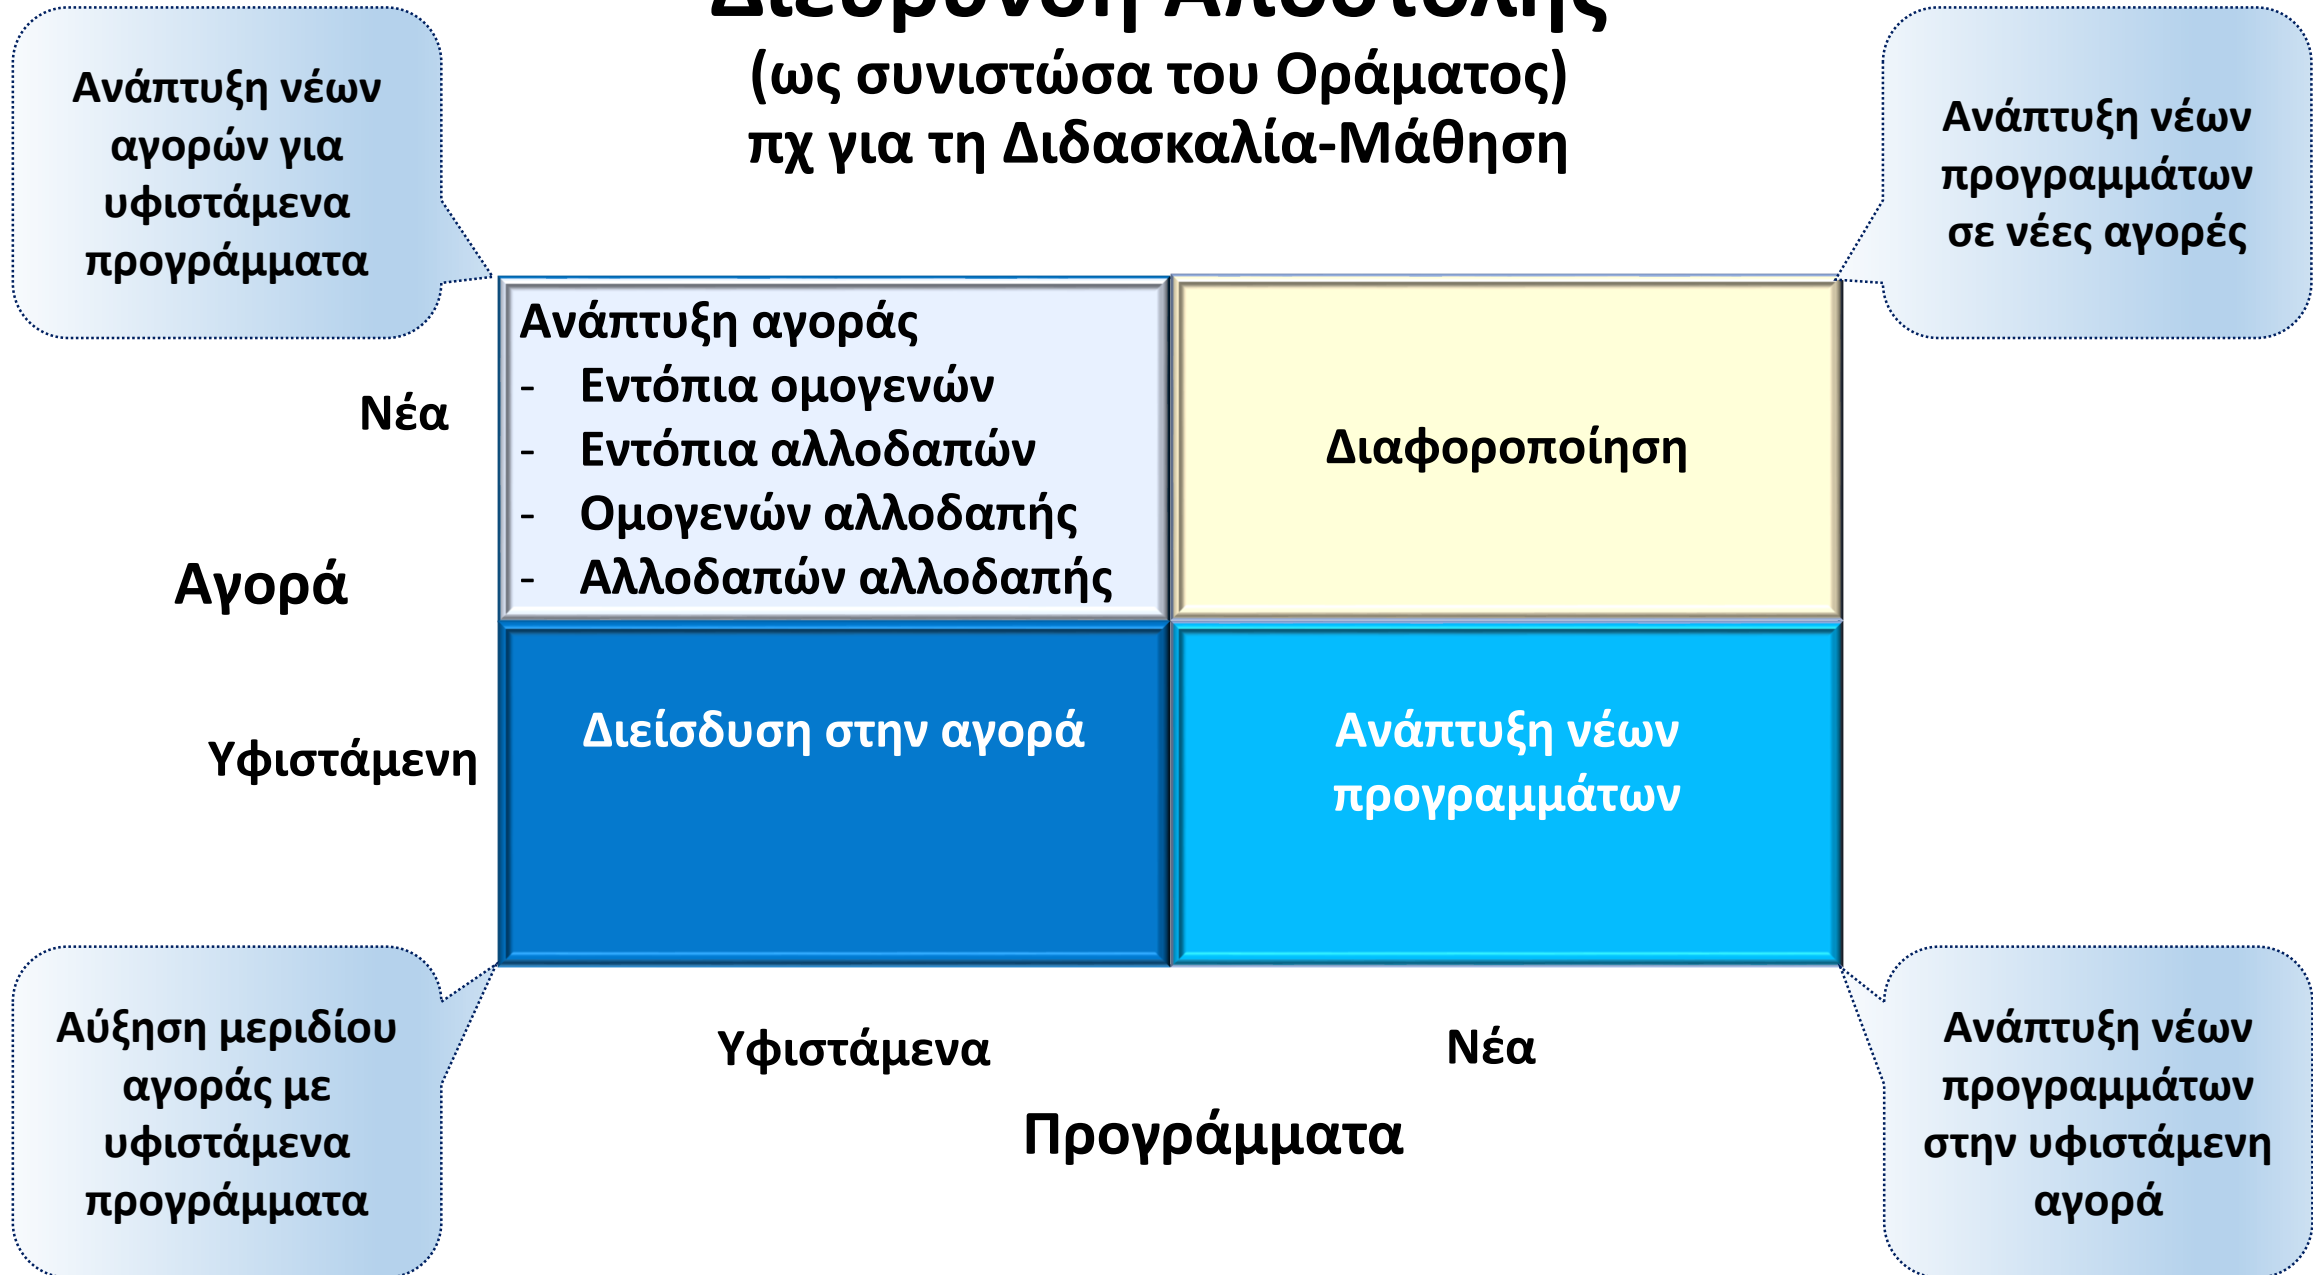 Διεύρυνση Αποστολής
(ως συνιστώσα του Οράματος)
πχ για τη Διδασκαλία-Μάθηση
Ανάπτυξη νέων
αγορών για
υφιστάμενα
προγράμματα
Ανάπτυξη νέων
προγραμμάτων
σε νέες αγορές
Ανάπτυξη αγοράς
- Εντόπια ομογενών
- Εντόπια αλλοδαπών
- Ομογενών αλλοδαπής
- Αλλοδαπών αλλοδαπής
Διαφοροποίηση
Νέα
Αγορά
Υφιστάμενη
Διείσδυση στην αγορά
Ανάπτυξη νέων
προγραμμάτων
Αύξηση μεριδίου
αγοράς με
υφιστάμενα
προγράμματα
Υφιστάμενα
Νέα
Προγράμματα
Ανάπτυξη νέων
προγραμμάτων
στην υφιστάμενη
αγορά